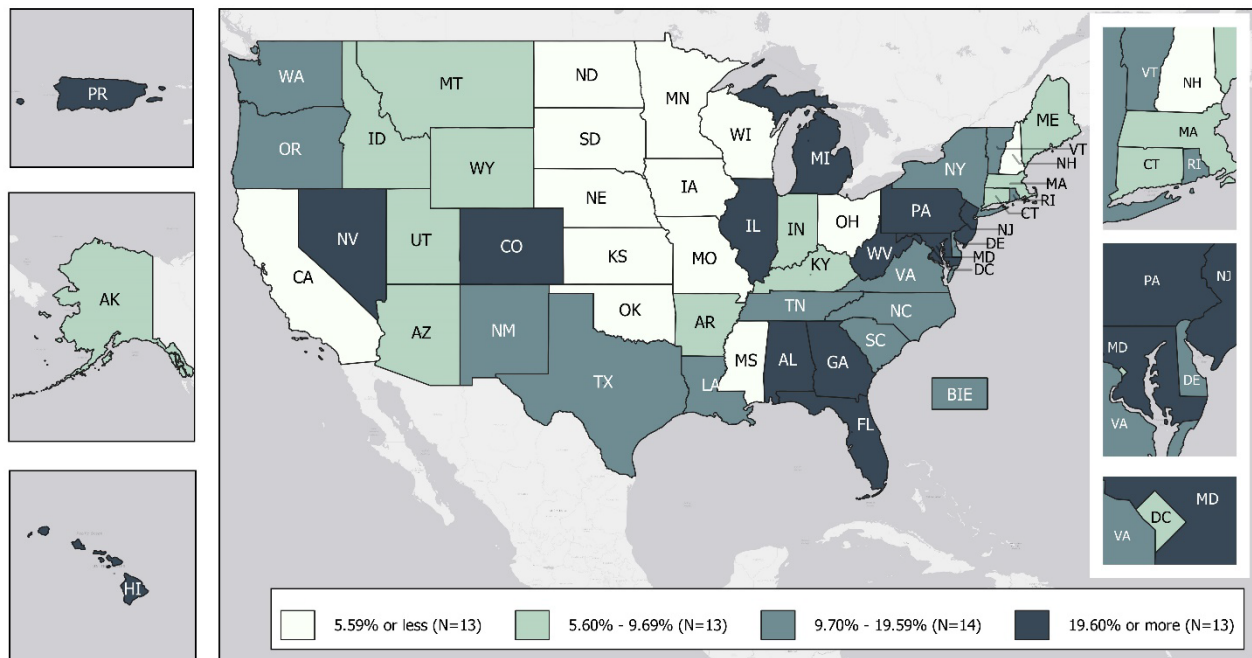 PR
AK
HI
WA
OR
CA
NV
ID
MT
WY
UT
AZ
CO
NM
ND
SD
NE
KS
OK
TX
MN
IA
MO
AR
LA
WI
IL
MS
MI
IN
KY
TN
AL
OH
WV
GA
FL
SC
NC
VA
PA
NY
ME
VT
NH
MA
RI
CT
NJ
DE
MD
DC
BIE
VT
NH
MA
CT
RI
PA
NJ
MD
DE
VA
DC
MD
VA
5.59% or less (N=13)
5.60% - 9.69% (N=13)
9.70% - 19.59% (N=14)
19.60% or more (N=13)